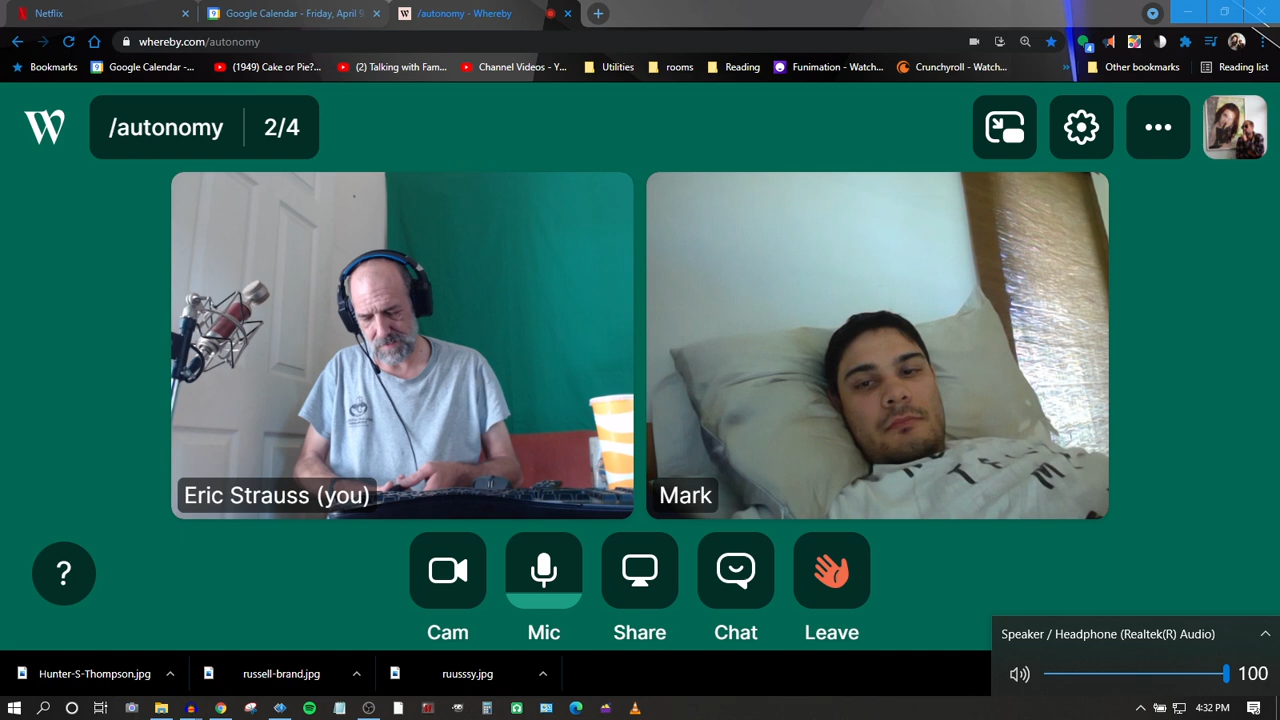 Netflix
Google Calendar - Friday, April 9
/autonomy - Whereby
whereby.com/autonomy
4
Bookmarks
Google Calendar -...
(1949) Cake or Pie?...
(2) Talking with Fam...
Channel Videos - Y...
Utilities
rooms
Reading
Funimation - Watch...
Crunchyroll - Watch...
»
Other bookmarks
Reading list
W
/autonomy
2/4
Eric Strauss (you)
Mark
?
Cam
Mic
Share
Chat
Leave
Speaker / Headphone (Realtek(R) Audio)
100
Hunter-S-Thompson.jpg
russell-brand.jpg
ruusssy.jpg
4:32 PM